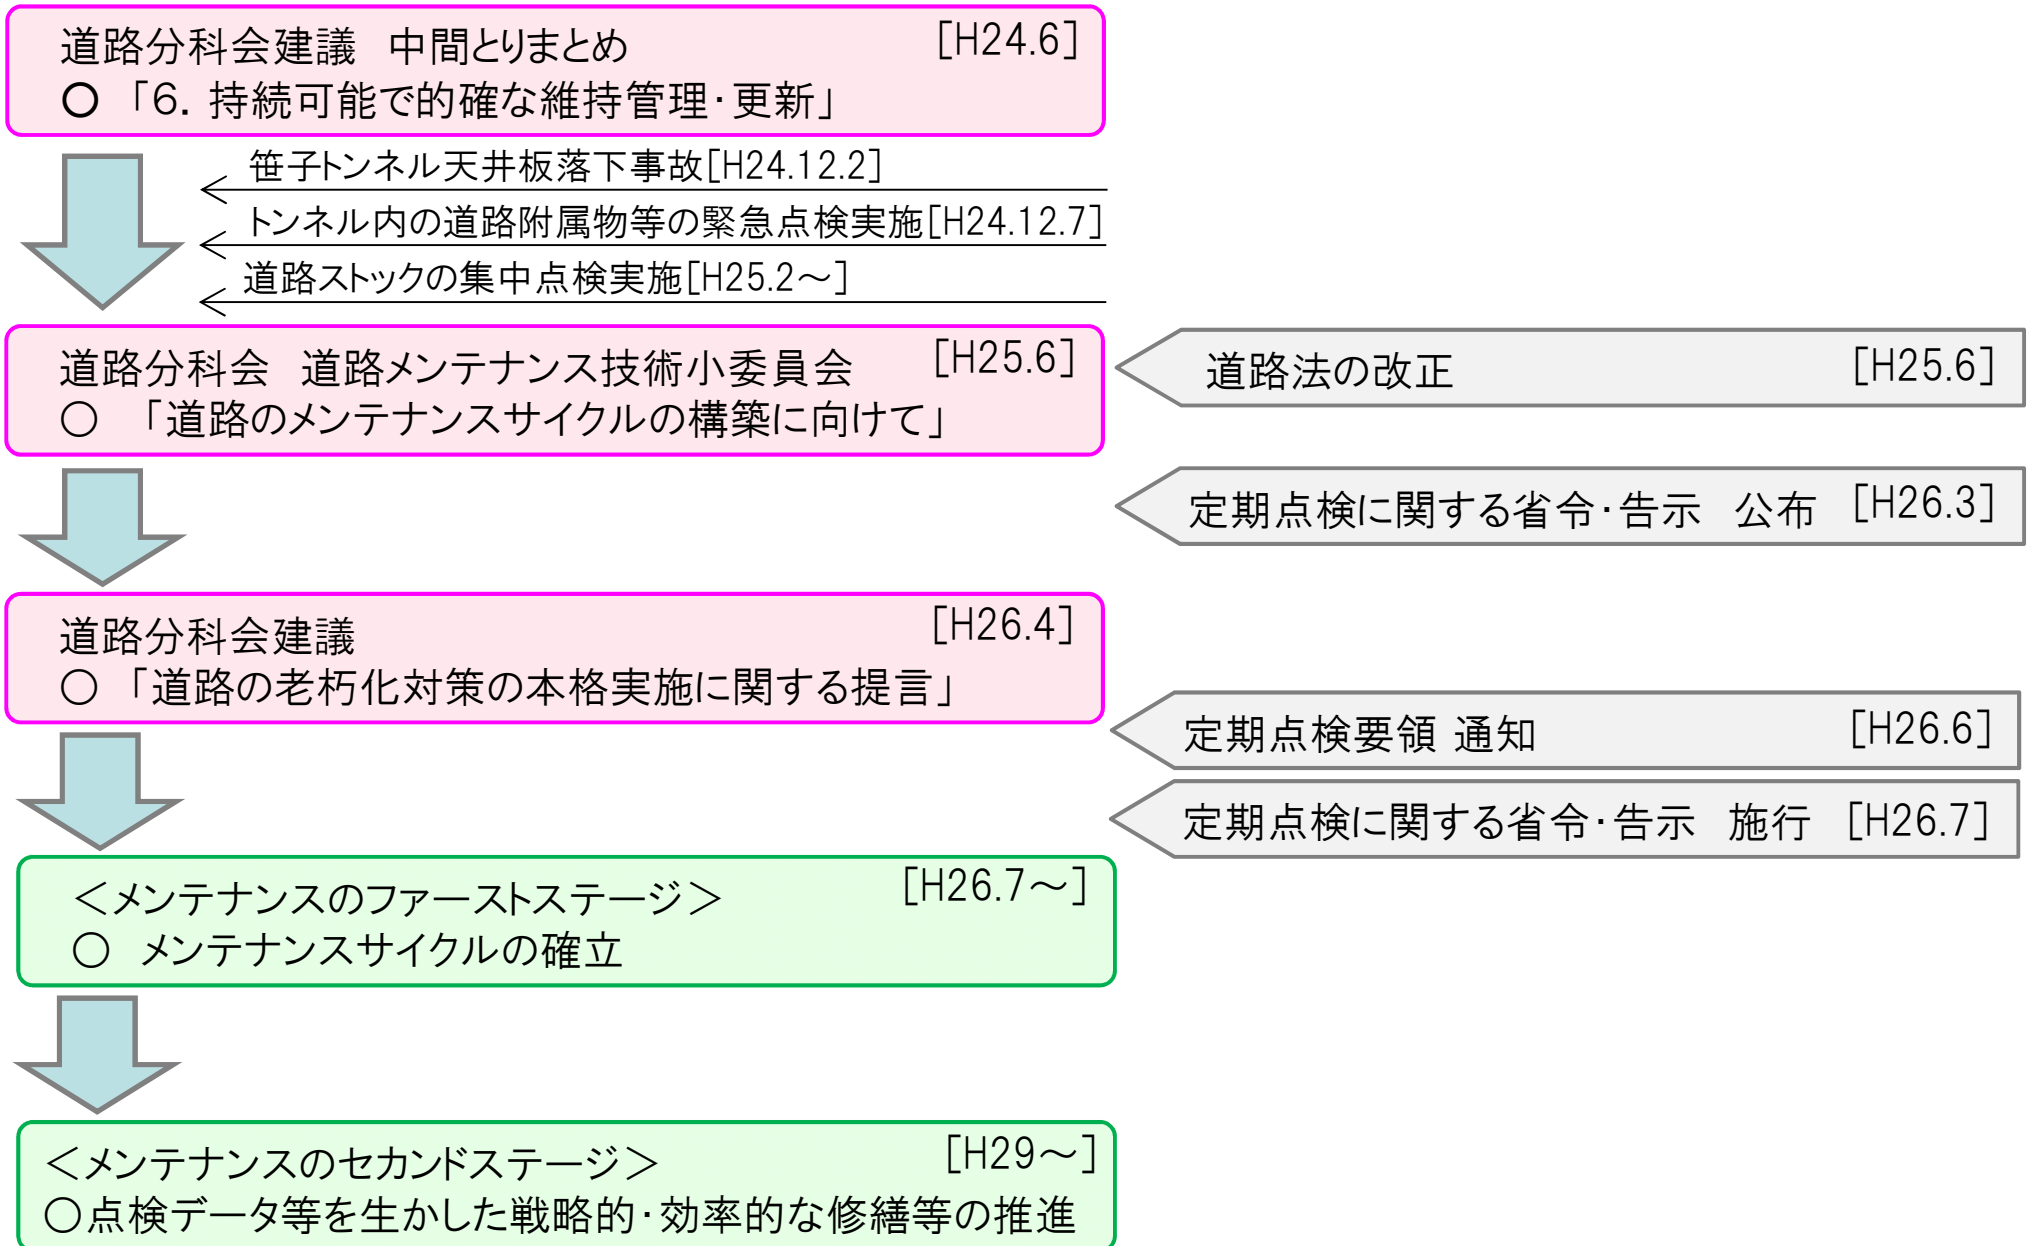 道路分科会建議　中間とりまとめ　[H24.6]
○　「6．持続可能で的確な維持管理・更新」
笹子トンネル天井板落下事故[H24.12.2]
トンネル内の道路附属物等の緊急点検実施[H24.12.7]
道路ストックの集中点検実施[H25.2～]
道路分科会　道路メンテナンス技術小委員会　[H25.6]
○　「道路のメンテナンスサイクルの構築に向けて」
道路法の改正　[H25.6]
定期点検に関する省令・告示　公布　[H26.3]
道路分科会建議　[H26.4]
○　「道路の老朽化対策の本格実施に関する提言」
定期点検要領 通知　[H26.6]
定期点検に関する省令・告示　施行　[H26.7]
＜メンテナンスのファーストステージ＞　[H26.7～]
○　メンテナンスサイクルの確立
＜メンテナンスのセカンドステージ＞　[H29～]
○点検データ等を生かした戦略的・効率的な修繕等の推進